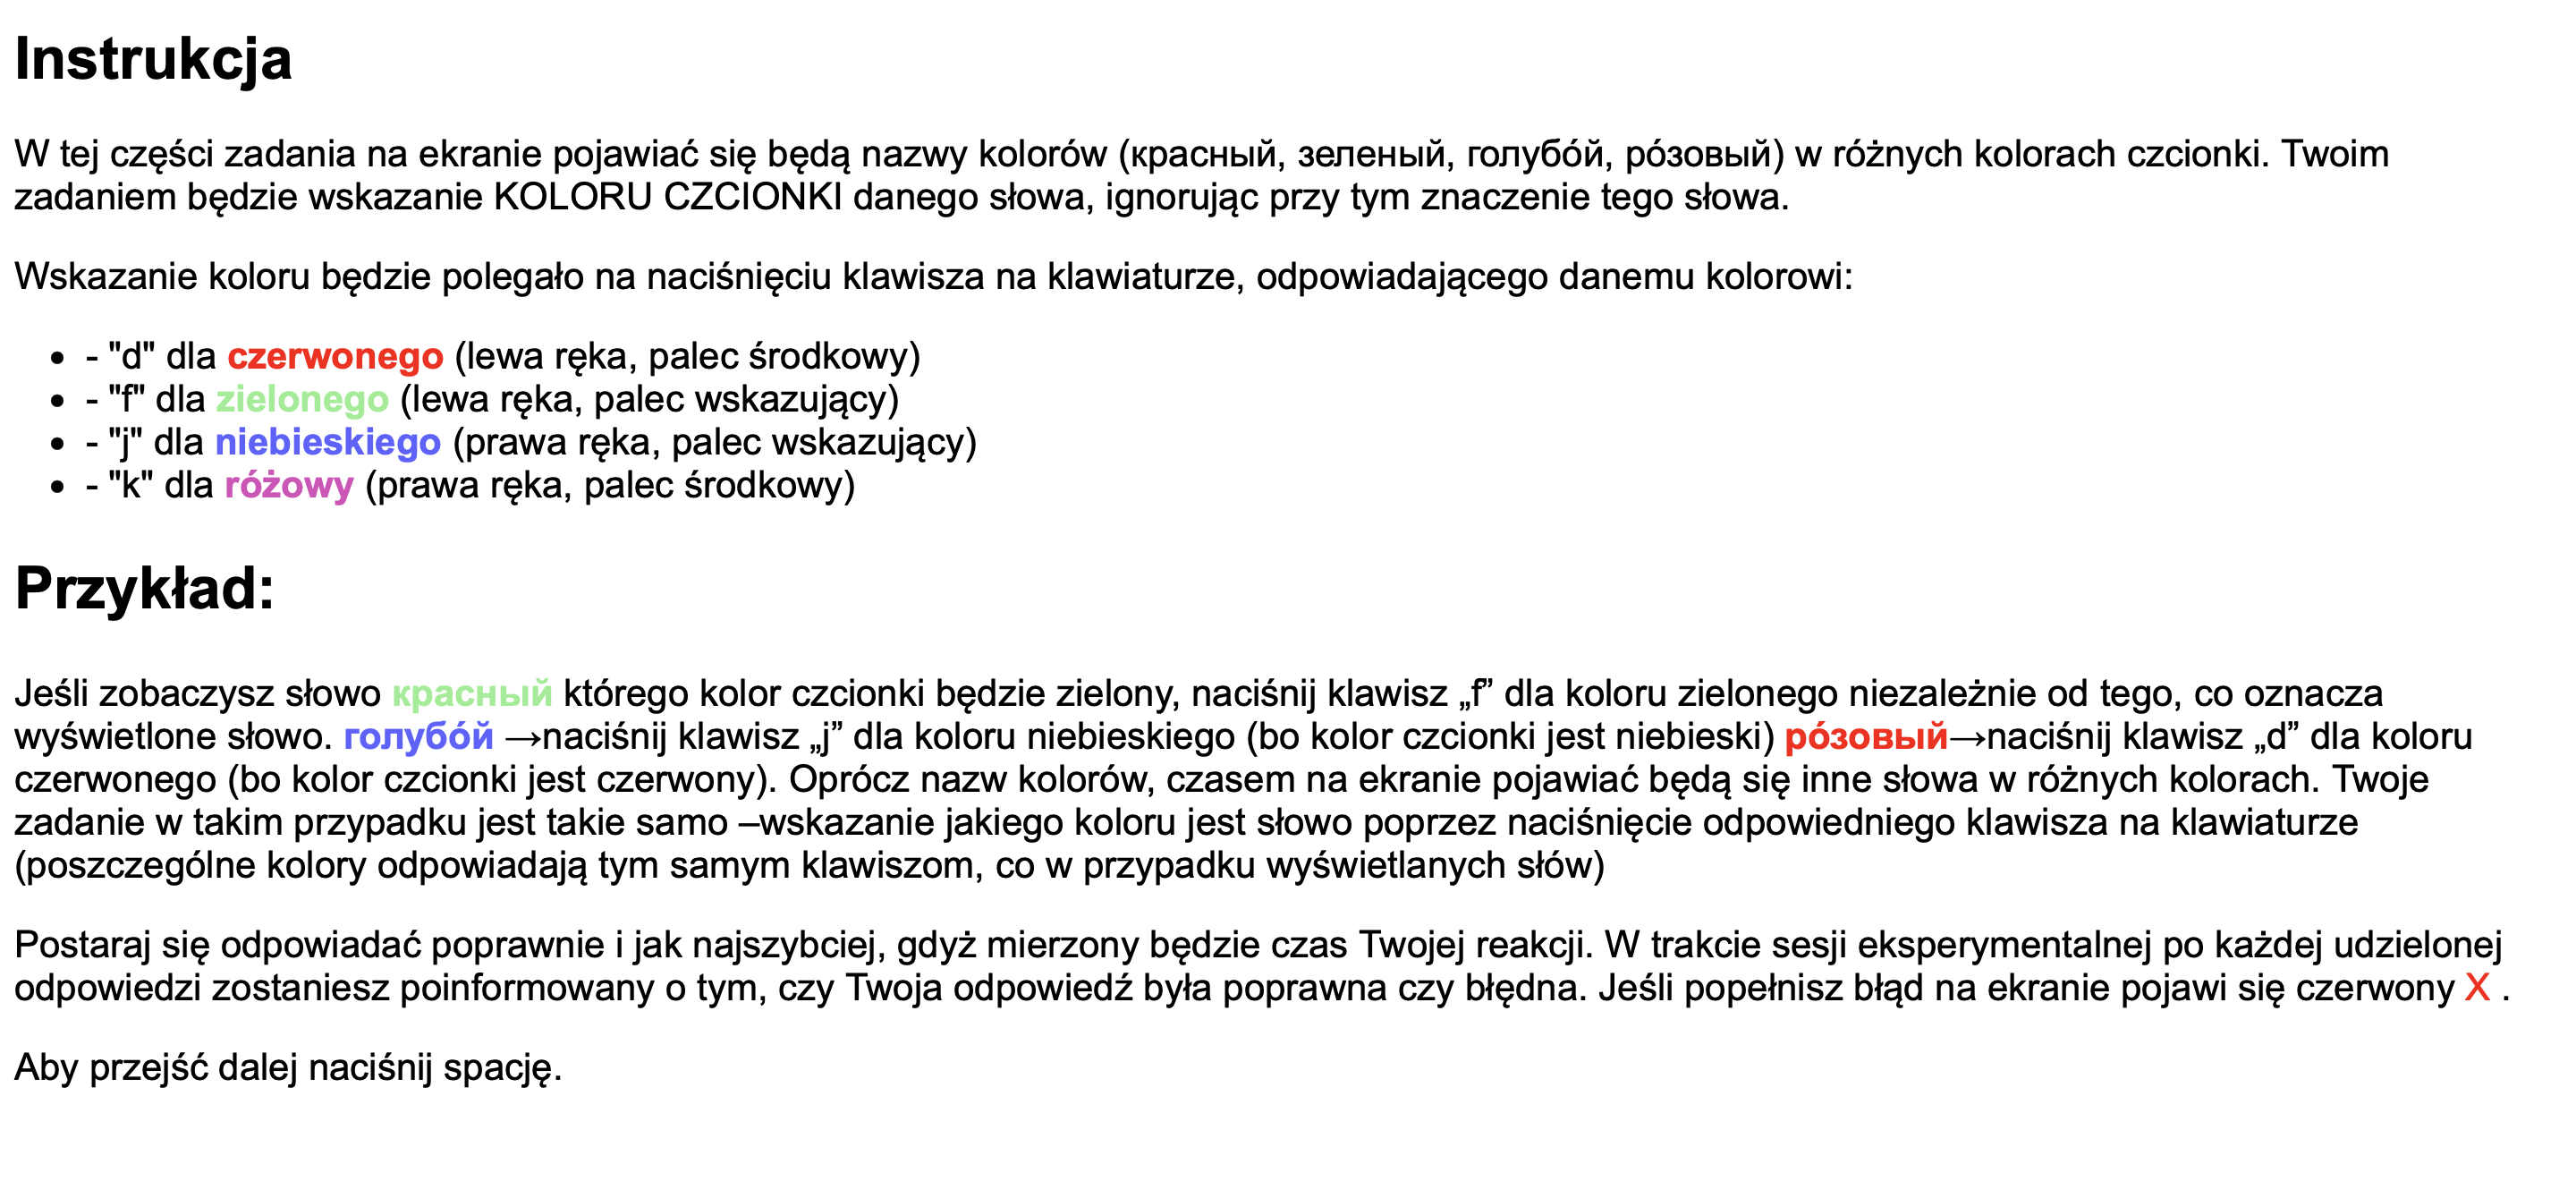 Instrukcja
W tej części zadania na ekranie pojawiać się będą nazwy kolorów (красный, зеленый, голубóй, рóзовый) w różnych kolorach czcionki. Twoim
zadaniem będzie wskazanie KOLORU CZCIONKI danego słowa, ignorując przy tym znaczenie tego słowa.
Wskazanie koloru będzie polegało na naciśnięciu klawisza na klawiaturze, odpowiadającego danemu kolorowi:
• - "d" dla czerwonego (lewa ręka, palec środkowy)
• - "f" dla zielonego (lewa ręka, palec wskazujący)
• - "j" dla niebieskiego (prawa ręka, palec wskazujący)
• - "k" dla różowy (prawa ręka, palec środkowy)
Przykład:
Jeśli zobaczysz słowo красный którego kolor czcionki będzie zielony, naciśnij klawisz „f” dla koloru zielonego niezależnie od tego, co oznacza
wyświetlone słowo. голубóй →naciśnij klawisz „j” dla koloru niebieskiego (bo kolor czcionki jest niebieski) рóзовый→naciśnij klawisz „d” dla koloru
czerwonego (bo kolor czcionki jest czerwony). Oprócz nazw kolorów, czasem na ekranie pojawiać będą się inne słowa w różnych kolorach. Twoje
zadanie w takim przypadku jest takie samo –wskazanie jakiego koloru jest słowo poprzez naciśnięcie odpowiedniego klawisza na klawiaturze
(poszczególne kolory odpowiadają tym samym klawiszom, co w przypadku wyświetlanych słów)
Postaraj się odpowiadać poprawnie i jak najszybciej, gdyż mierzony będzie czas Twojej reakcji. W trakcie sesji eksperymentalnej po każdej udzielonej
odpowiedzi zostaniesz poinformowany o tym, czy Twoja odpowiedź była poprawna czy błędna. Jeśli popełnisz błąd na ekranie pojawi się czerwony X .
Aby przejść dalej naciśnij spację.